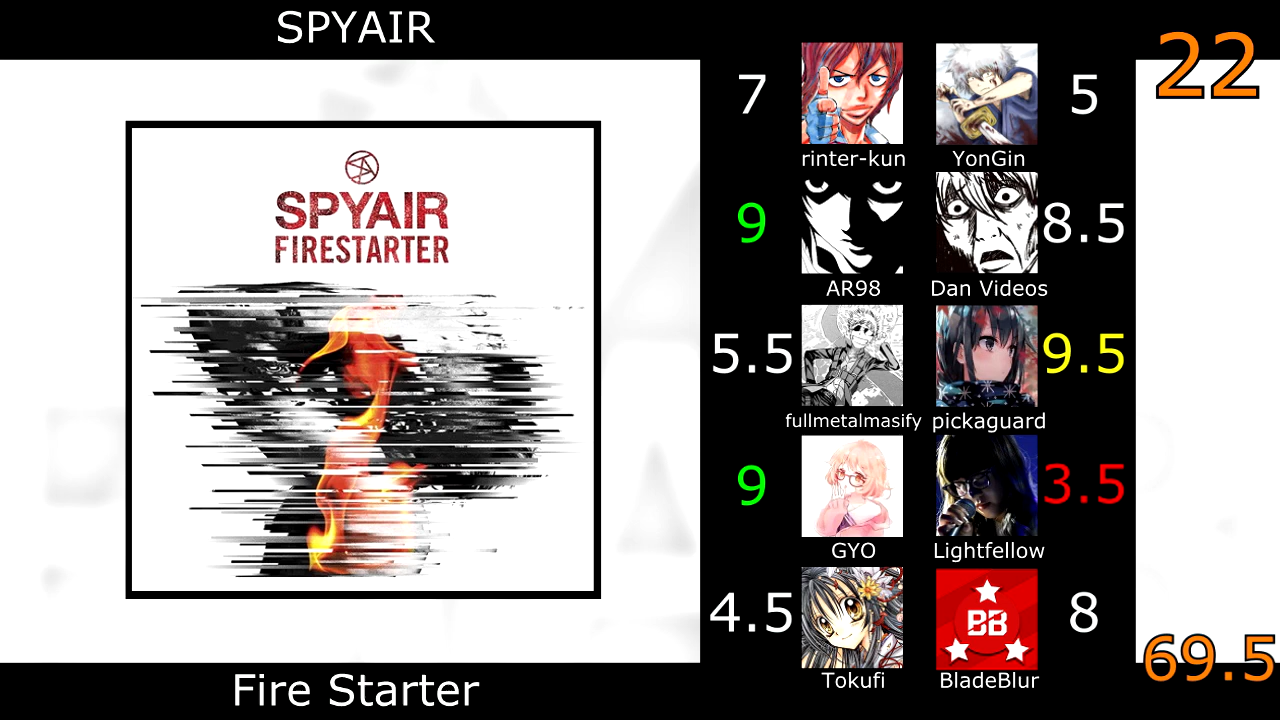 SPYAIR
22
SPYAIR
FIRESTARTER
7
5
rinter-kun
YonGin
9
8.5
AR98
Dan Videos
5.5
9.5
fullmetalmasify
pickaguard
9
3.5
GYO
Lightfellow
4.5
BB
8
Tokufi
BladeBlur
69.5
Fire Starter